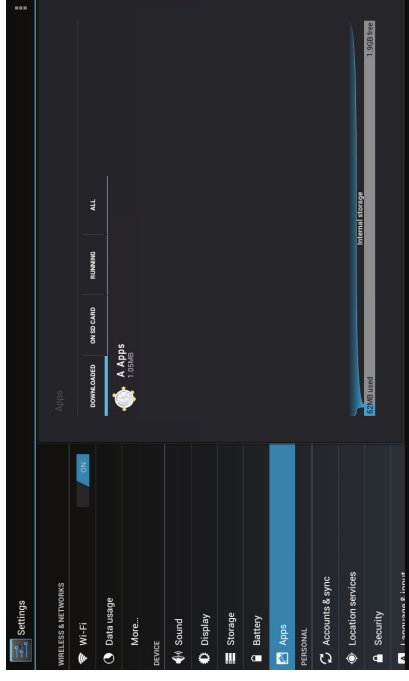 Settings
WIRELESS & NETWORKS
Wi-Fi
ON
Data usage
More...
DEVICE
Sound
Display
Storage
Battery
Apps
PERSONAL
Accounts & sync
Location services
Security
Language & input
Apps
DOWNLOADED
ON SD CARD
RUNNING
ALL
A Apps
1.05MB
Internal storage
62MB used
1.9GB free